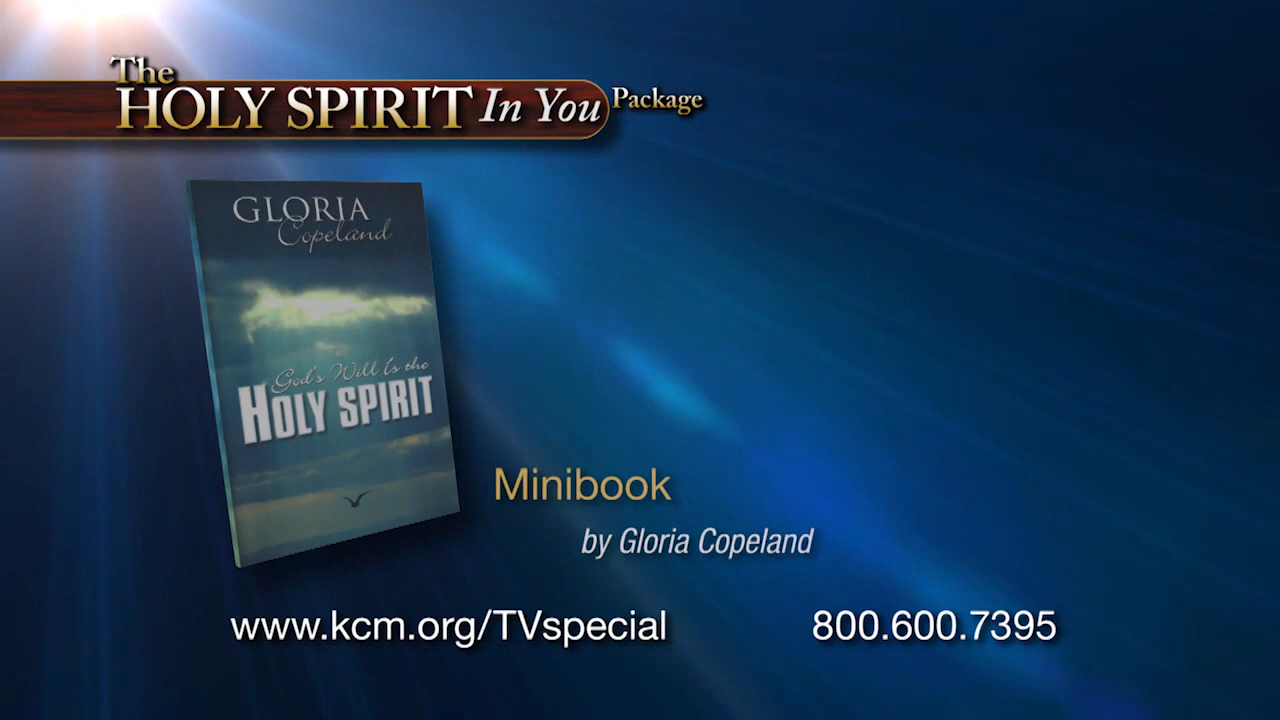 The
HOLY SPIRIT In You Package
GLORIA
Copeland
God's Will Is the
HOLY SPIRIT
Minibook
by Gloria Copeland
www.kcm.org/TVspecial 800.600.7395